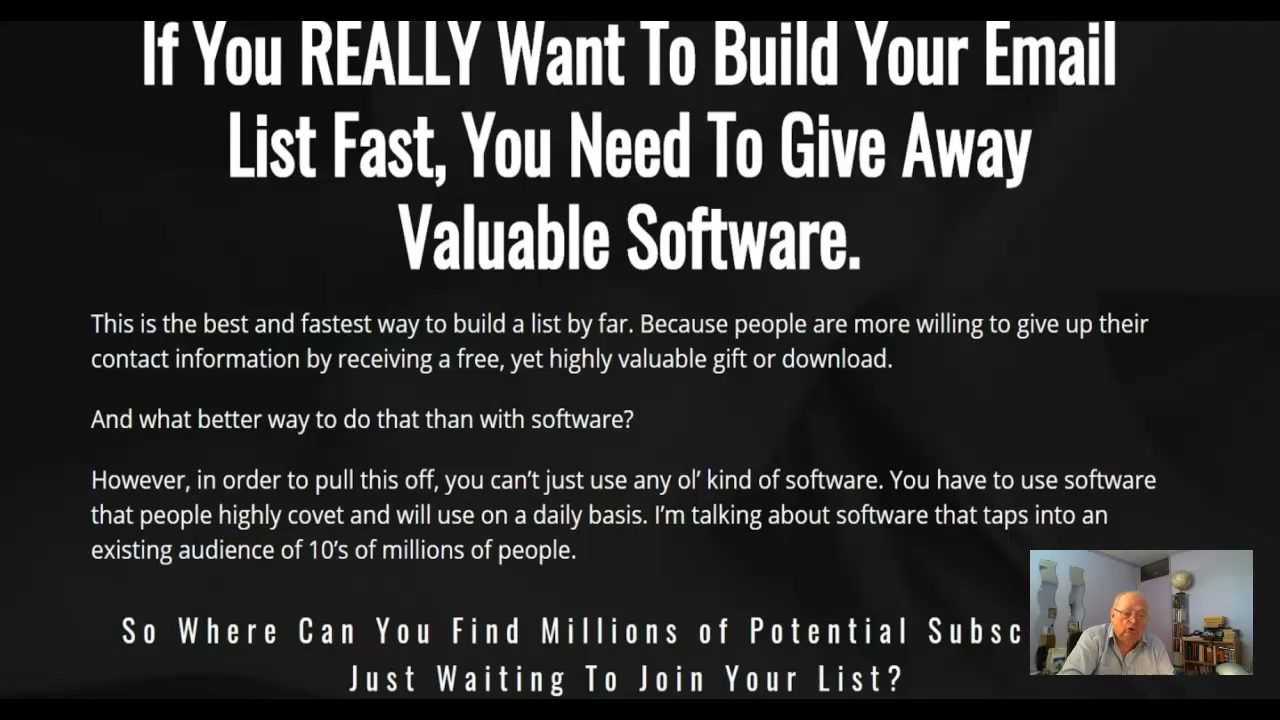 If You REALLY Want To Build Your Email
List Fast, You Need To Give Away
Valuable Software.
This is the best and fastest way to build a list by far. Because people are more willing to give up their
contact information by receiving a free, yet highly valuable gift or download.
And what better way to do that than with software?
However, in order to pull this off, you can’t just use any ol’ kind of software. You have to use software
that people highly covet and will use on a daily basis. I’m talking about software that taps into an
existing audience of 10’s of millions of people.
So Where Can You Find Millions of Potential Subsc
Just Waiting To Join Your List?